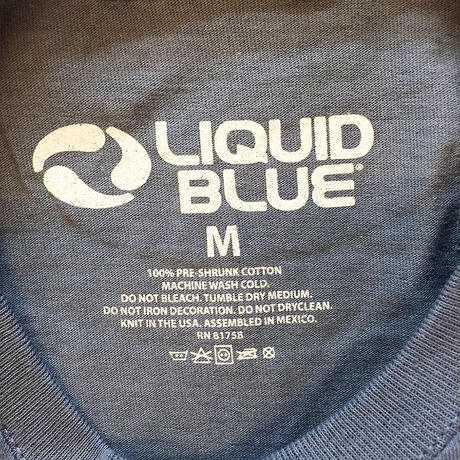 LIQUID
BLUE®
M
100% PRE-SHRUNK COTTON
MACHINE WASH COLD.
DO NOT BLEACH. TUMBLE DRY MEDIUM.
DO NOT IRON DECORATION. DO NOT DRYCLEAN.
KNIT IN THE USA. ASSEMBLED IN MEXICO.
RN 81758